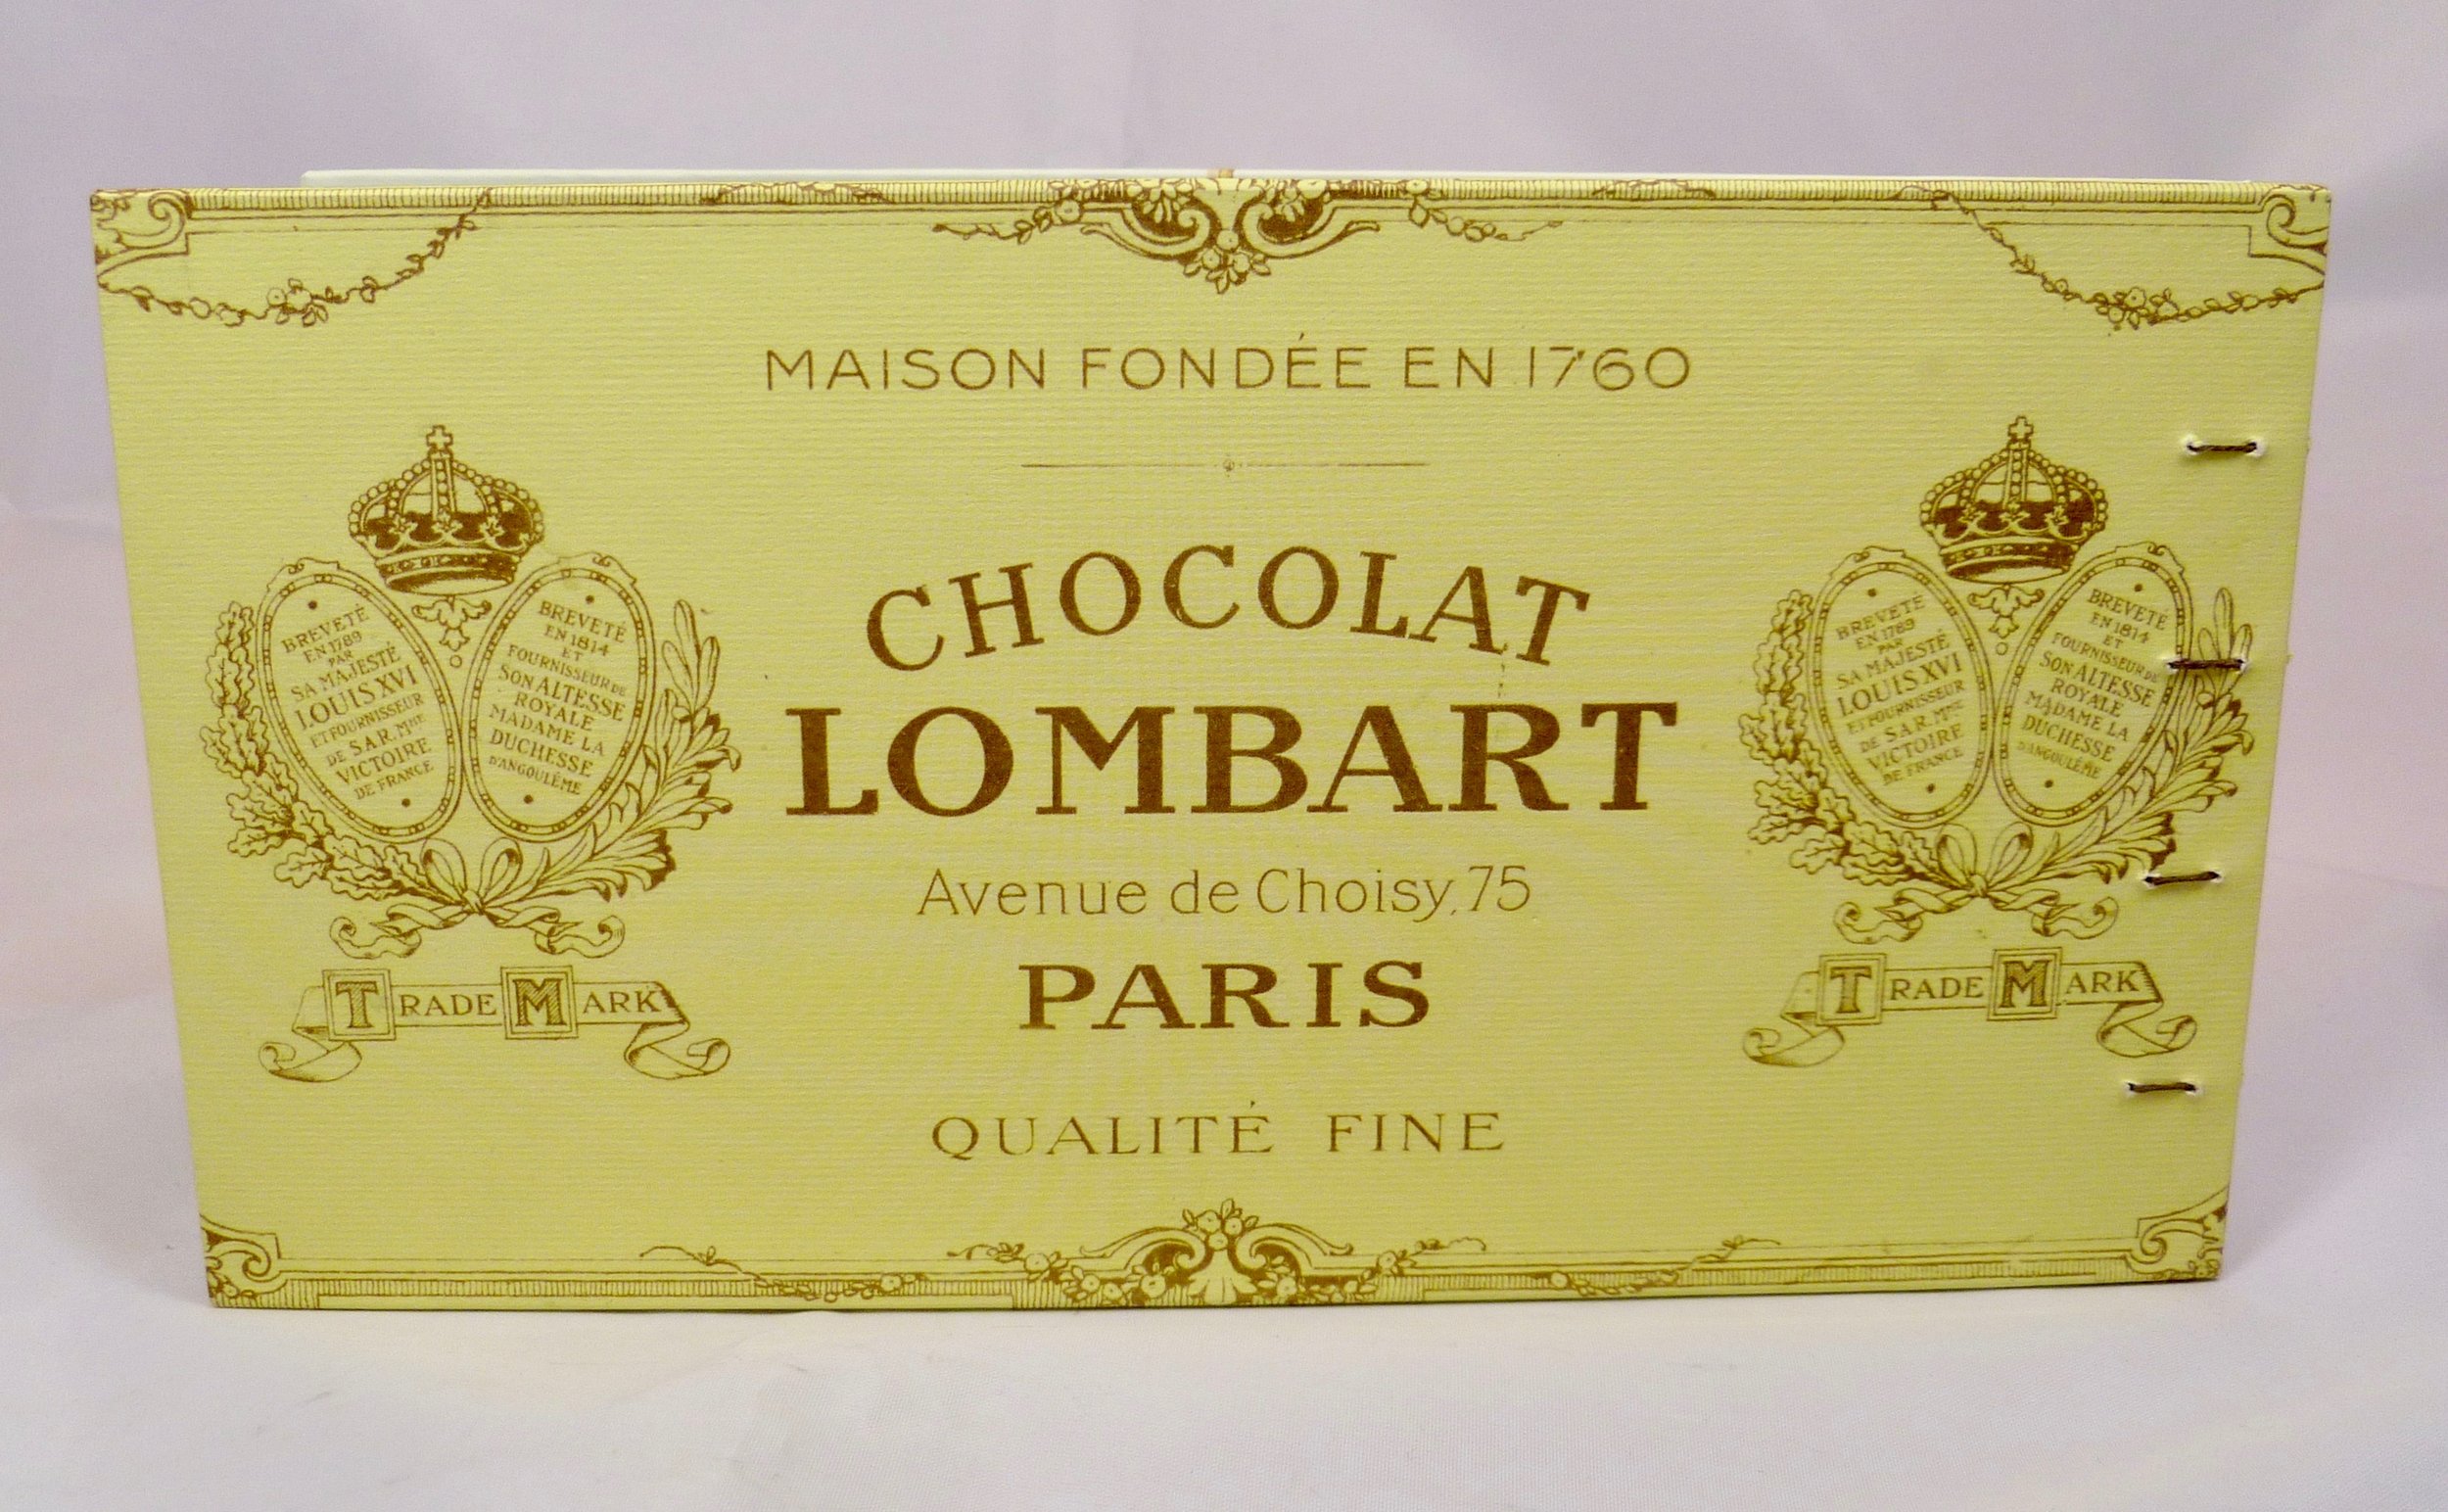 MAISON FONDÉE EN 1760
CHOCOLAT
LOMBART
Avenue de Choisy, 75
PARIS
QUALITÉ FINE
BREVETÉ
EN 1789
PAR
SA MAJESTÉ
LOUIS XVI
ET FOURNISSEUR
DE S.A.R. Mme
VICTOIRE
DE FRANCE
BREVETÉ
EN 1814
ET
FOURNISSEUR DE
SON ALTESSE
ROYALE
MADAME LA
DUCHESSE
D'ANGOULÊME
TRADE MARK
BREVETÉ
EN 1789
PAR
SA MAJESTÉ
LOUIS XVI
ET FOURNISSEUR
DE S.A.R. Mme
VICTOIRE
DE FRANCE
BREVETÉ
EN 1814
ET
FOURNISSEUR DE
SON ALTESSE
ROYALE
MADAME LA
DUCHESSE
D'ANGOULÊME
TRADE MARK